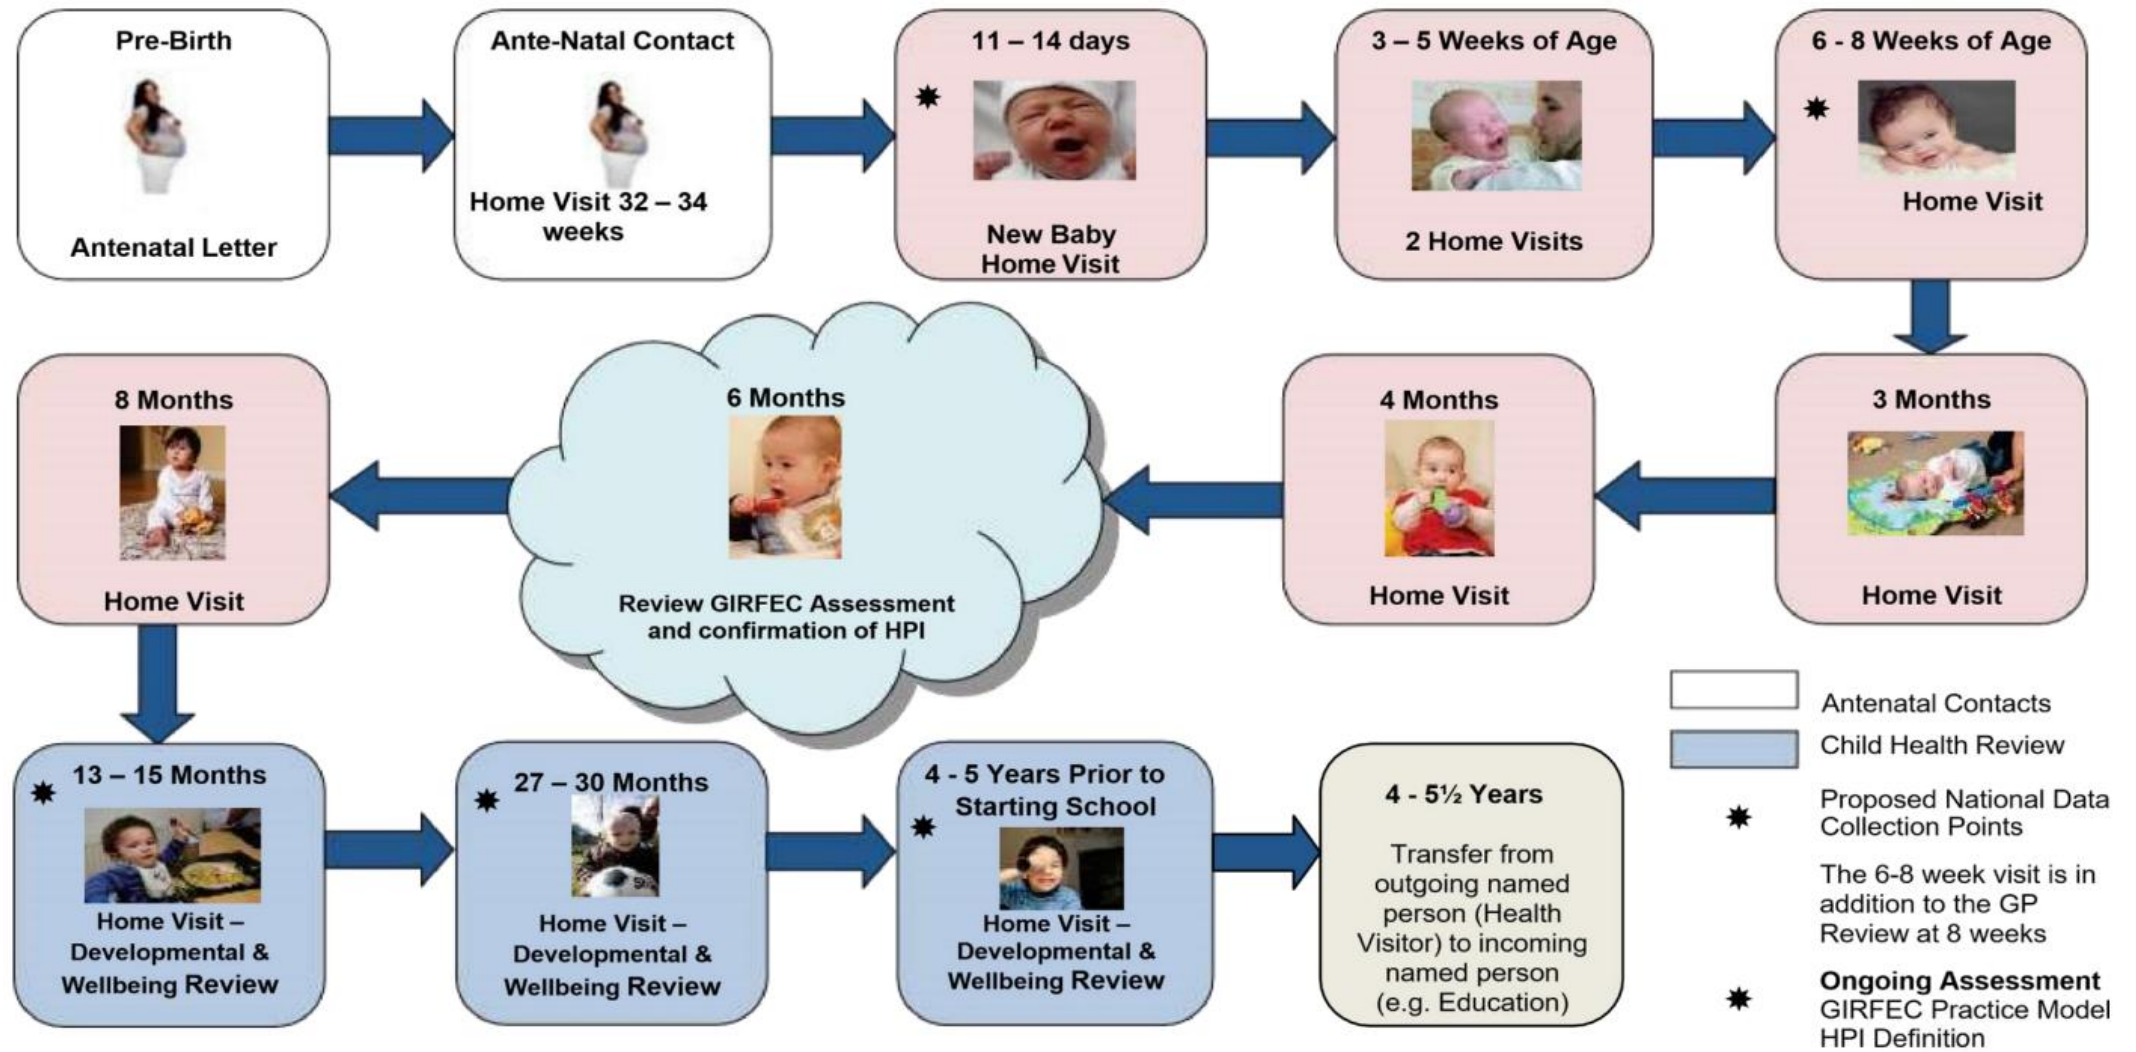 Pre-Birth
Antenatal Letter
Ante-Natal Contact
Home Visit 32 – 34
weeks
11 – 14 days
New Baby
Home Visit
3 – 5 Weeks of Age
2 Home Visits
6 - 8 Weeks of Age
Home Visit
3 Months
Home Visit
4 Months
Home Visit
6 Months
Review GIRFEC Assessment
and confirmation of HPI
8 Months
Home Visit
13 – 15 Months
Home Visit –
Developmental &
Wellbeing Review
27 – 30 Months
Home Visit –
Developmental &
Wellbeing Review
4 - 5 Years Prior to
Starting School
Home Visit –
Developmental &
Wellbeing Review
4 - 5½ Years
Transfer from
outgoing named
person (Health
Visitor) to incoming
named person
(e.g. Education)
Antenatal Contacts
Child Health Review
Proposed National Data
Collection Points
The 6-8 week visit is in
addition to the GP
Review at 8 weeks
Ongoing Assessment
GIRFEC Practice Model
HPI Definition